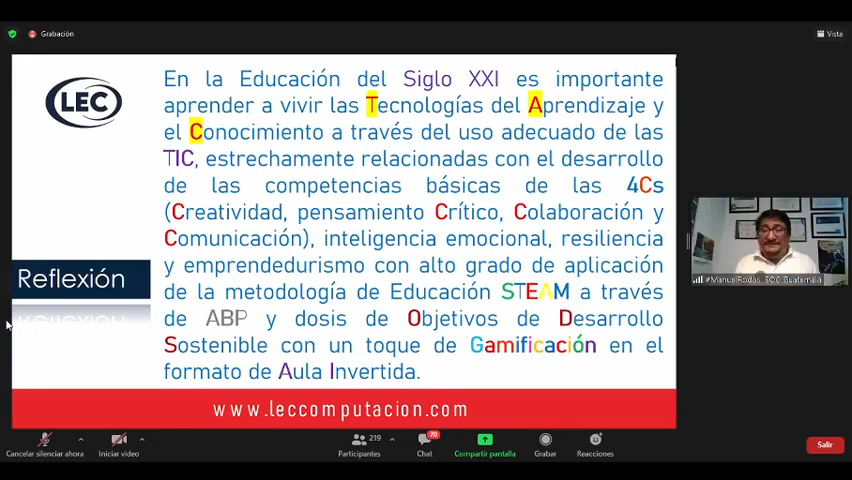 Grabación
Vista
LEC
En la Educación del Siglo XXI es importante
aprender a vivir las Tecnologías del Aprendizaje y
el Conocimiento a través del uso adecuado de las
TIC, estrechamente relacionadas con el desarrollo
de las competencias básicas de las 4Cs
(Creatividad, pensamiento Crítico, Colaboración y
Comunicación), inteligencia emocional, resiliencia
y emprendedurismo con alto grado de aplicación
de la metodología de Educación STEAM a través
de ABP y dosis de Objetivos de Desarrollo
Sostenible con un toque de Gamificación en el
formato de Aula Invertida.
Reflexión
www.leccomputacion.com
Guatemala
Cancelar silenciar ahora
Iniciar video
219
Participantes
70
Chat
Compartir pantalla
Grabar
Reacciones
Salir